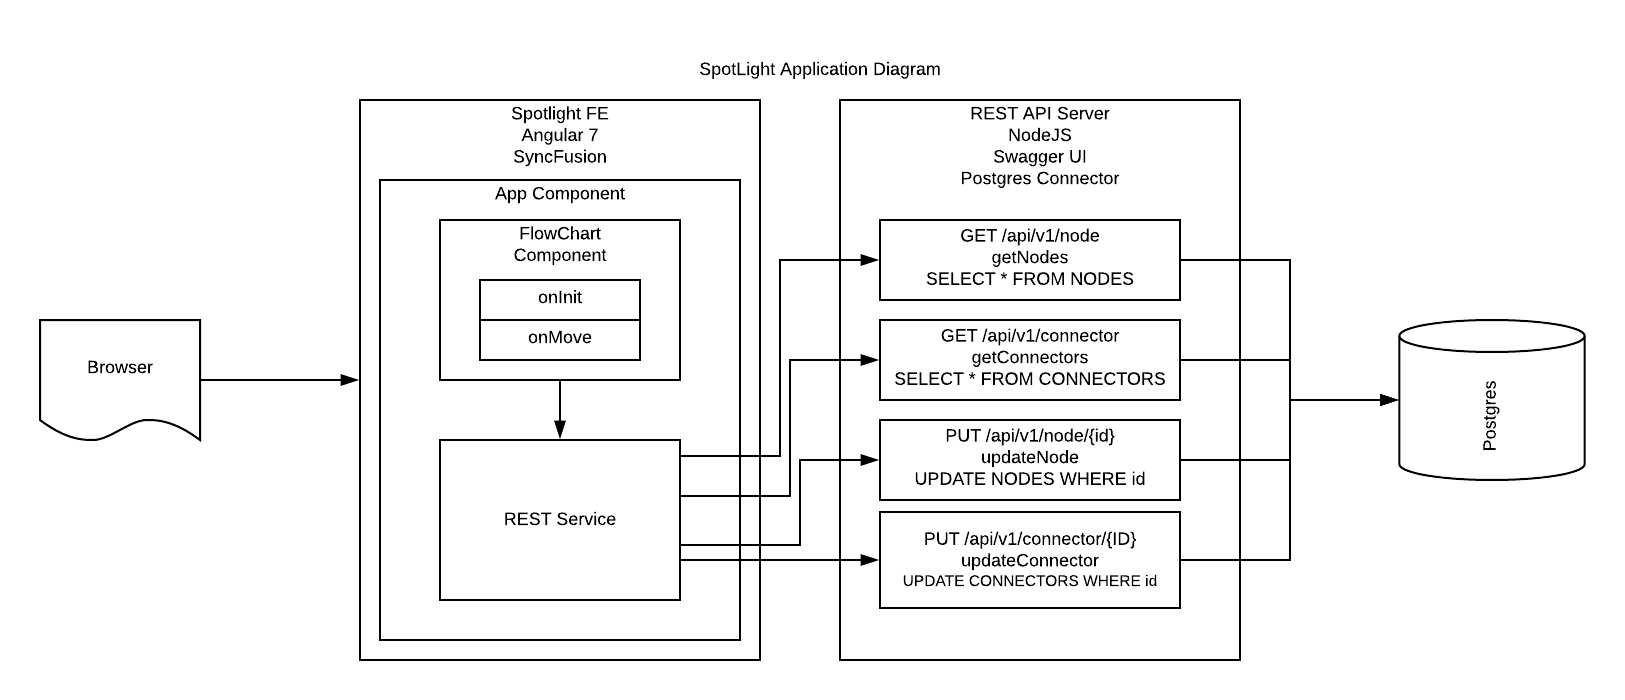 SpotLight Application Diagram
Spotlight FE
Angular 7
SyncFusion
App Component
FlowChart
Component
onInit
onMove
REST Service
Browser
REST API Server
NodeJS
Swagger UI
Postgres Connector
GET /api/v1/node
getNodes
SELECT * FROM NODES
GET /api/v1/connector
getConnectors
SELECT * FROM CONNECTORS
PUT /api/v1/node/{id}
updateNode
UPDATE NODES WHERE id
PUT /api/v1/connector/{ID}
updateConnector
UPDATE CONNECTORS WHERE id
Postgres